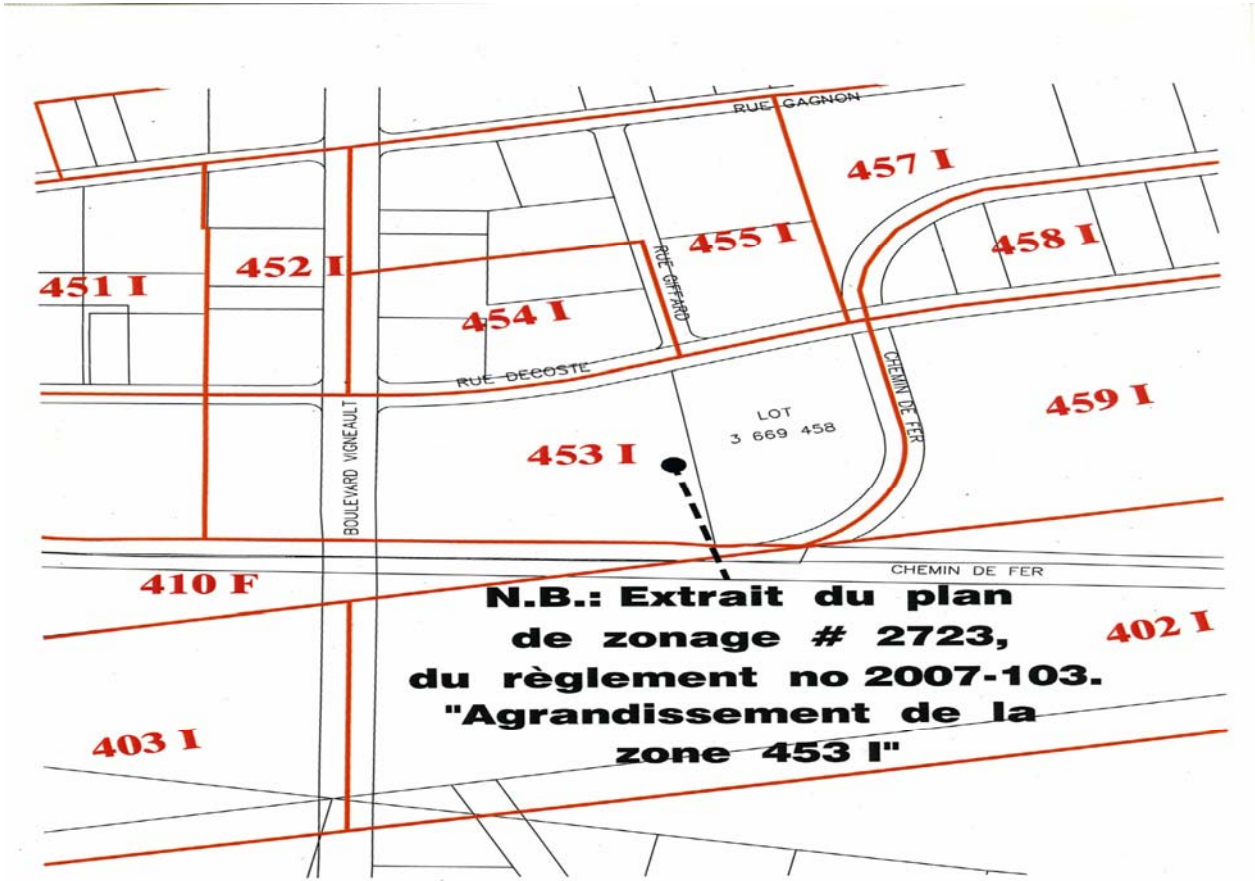 RUE GAGNON
457 I
455 I
458 I
452 I
451 I
RUE GIFFARD
454 I
RUE DECOSTE
CHEMIN DE FER
459 I
LOT
3 669 458
BOULEVARD VIGNEAULT
453 I
CHEMIN DE FER
410 F
N.B.: Extrait du plan
de zonage # 2723,
du règlement no 2007-103.
"Agrandissement de la
zone 453 I"
402 I
403 I